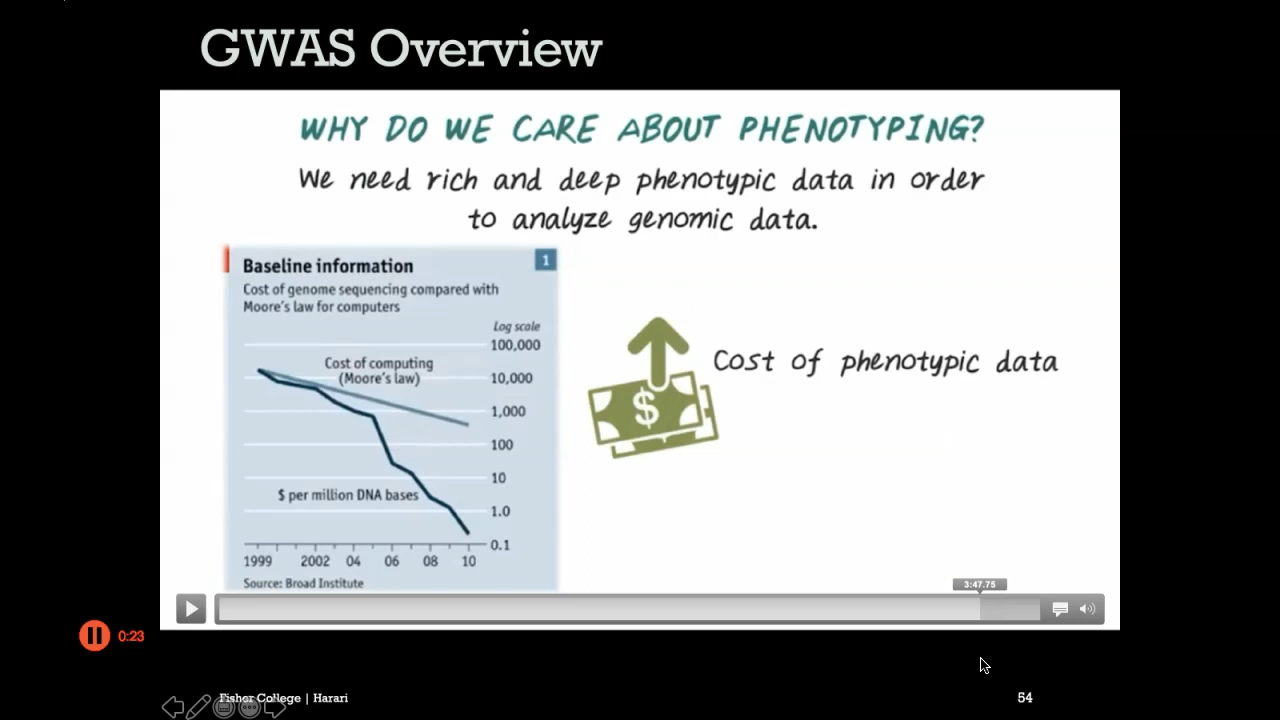 GWAS Overview
WHY DO WE CARE ABOUT PHENOTYPING?
We need rich and deep phenotypic data in order
to analyze genomic data.
Baseline information
1
Cost of genome sequencing compared with
Moore's law for computers
Log scale
100,000
Cost of computing
(Moore's law)
10,000
1,000
100
10
$ per million DNA bases
1.0
0.1
1999 2002 04 06 08 10
Source: Broad Institute
$
Cost of phenotypic data
3:47.75
0:23
Fisher College | Harari
54